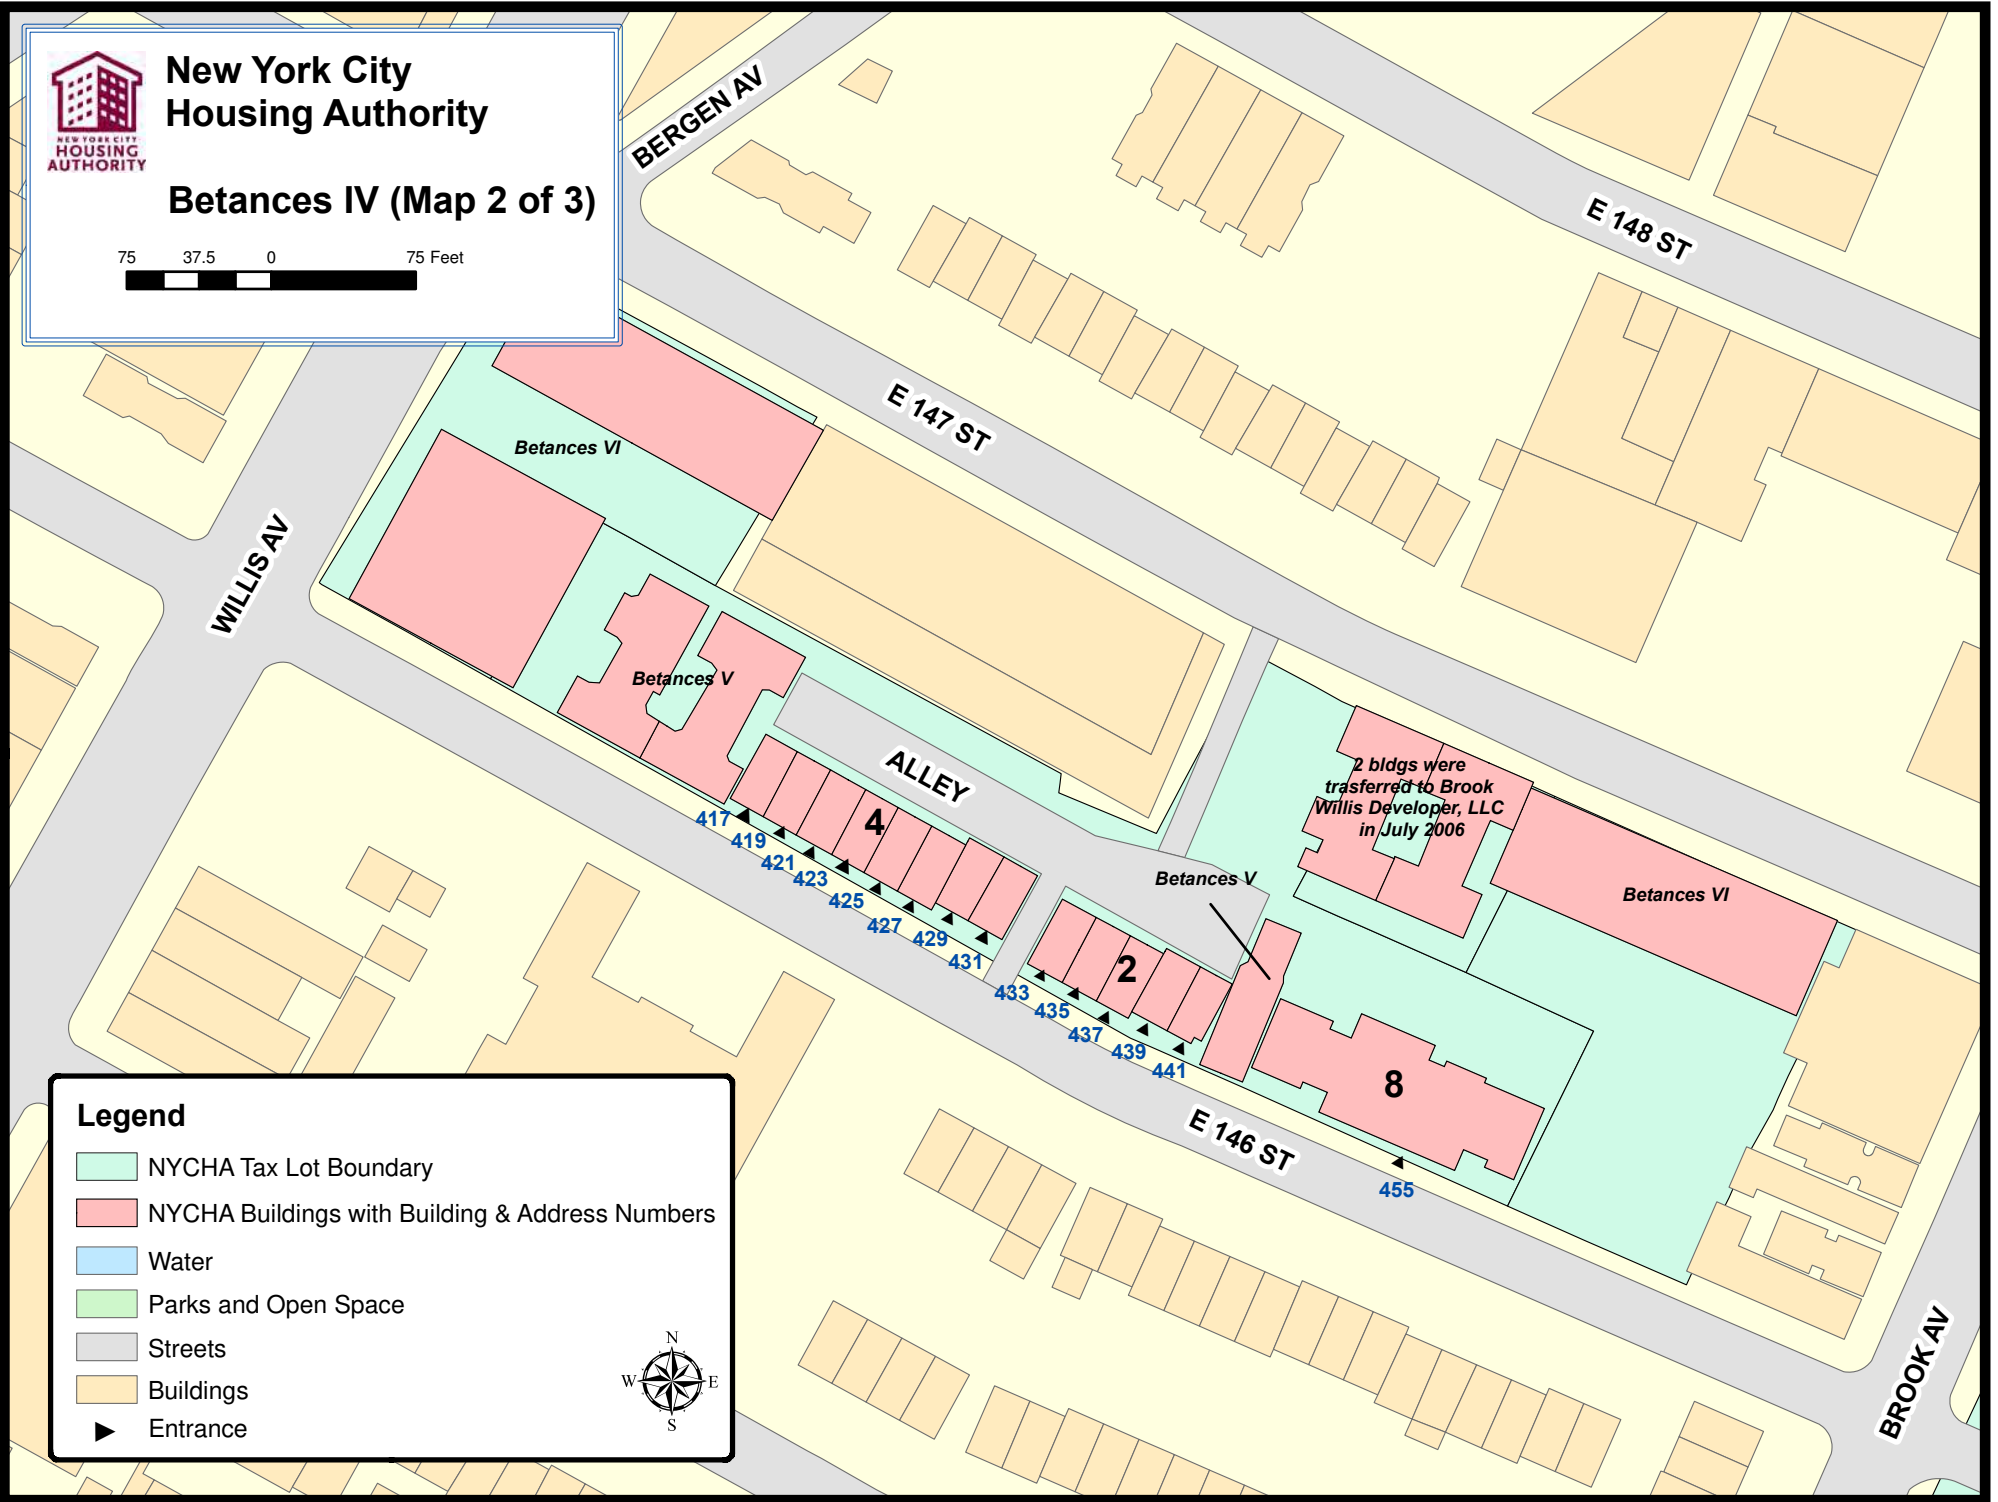 New York City
Housing Authority
NEW YORK CITY
HOUSING
AUTHORITY
Betances IV (Map 2 of 3)
75 37.5 0 75 Feet
BERGEN AV
E 148 ST
E 147 ST
WILLIS AV
Betances VI
Betances V
ALLEY
2 bldgs were
trasferred to Brook
Willis Developer, LLC
in July 2006
Betances V
Betances VI
4
2
8
417
419
421
423
425
427
429
431
433
435
437
439
441
455
E 146 ST
BROOK AV
Legend
NYCHA Tax Lot Boundary
NYCHA Buildings with Building & Address Numbers
Water
Parks and Open Space
Streets
Buildings
Entrance
N
W E
S